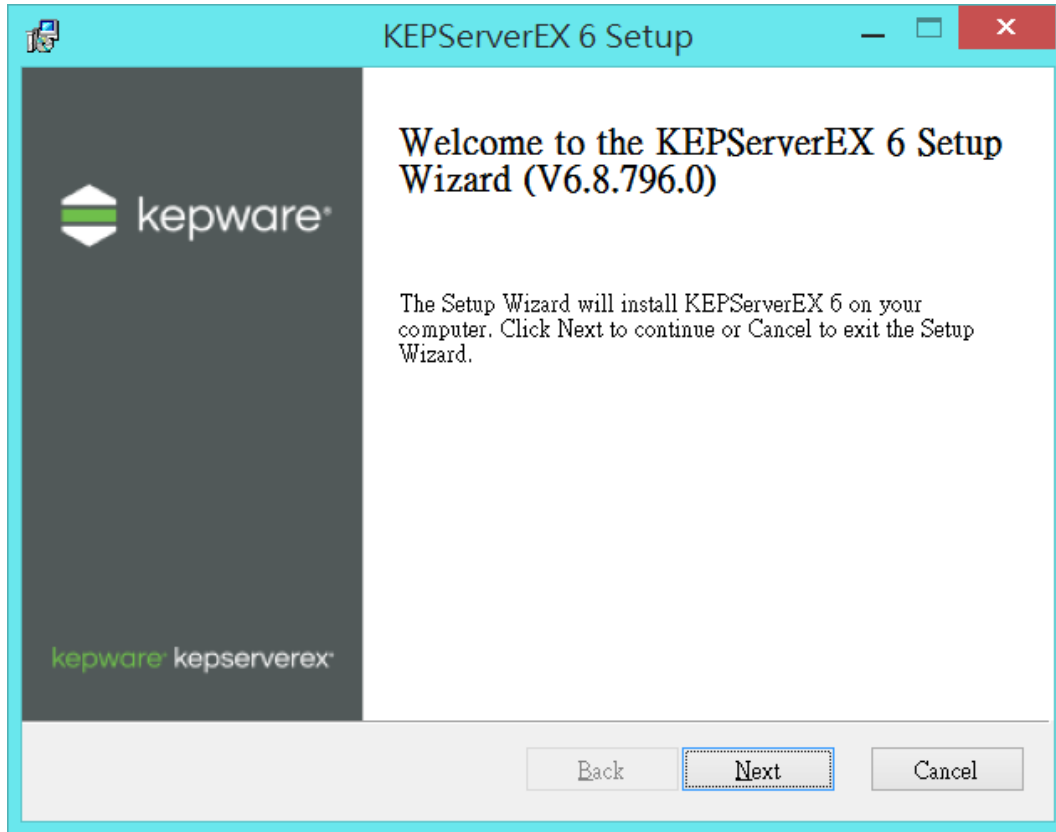 KEPServerEX 6 Setup
kepware®
Welcome to the KEPServerEX 6 Setup
Wizard (V6.8.796.0)
The Setup Wizard will install KEPServerEX 6 on your
computer. Click Next to continue or Cancel to exit the Setup
Wizard.
kepware® kepserverex®
Back
Next
Cancel